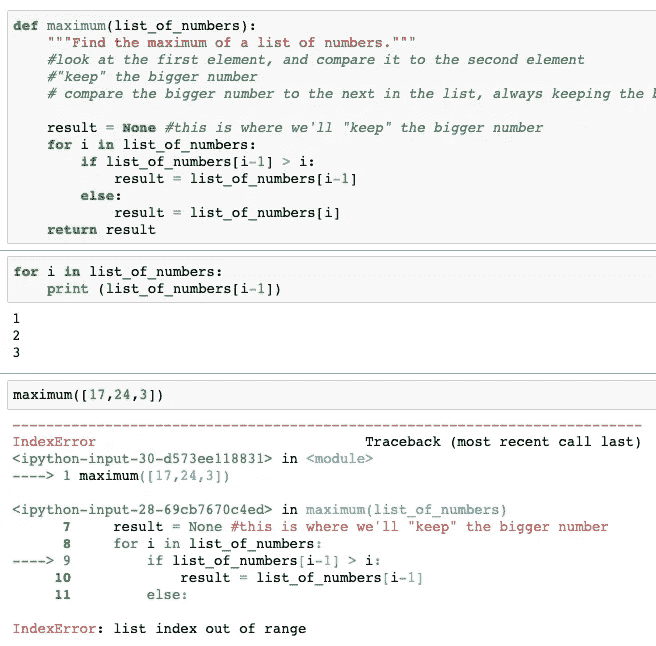 def maximum(list_of_numbers):
    """Find the maximum of a list of numbers."""
    #look at the first element, and compare it to the second element
    #"keep" the bigger number
    # compare the bigger number to the next in the list, always keeping the
    result = None #this is where we'll "keep" the bigger number
    for i in list_of_numbers:
        if list_of_numbers[i-1] > i:
            result = list_of_numbers[i-1]
        else:
            result = list_of_numbers[i]
    return result
for i in list_of_numbers:
    print (list_of_numbers[i-1])
1
2
3
maximum([17,24,3])
---------------------------------------------------------------------------
IndexError                                Traceback (most recent call last)
<ipython-input-30-d573ee118831> in <module>
----> 1 maximum([17,24,3])
<ipython-input-28-69cb7670c4ed> in maximum(list_of_numbers)
      7     result = None #this is where we'll "keep" the bigger number
      8     for i in list_of_numbers:
----> 9         if list_of_numbers[i-1] > i:
     10             result = list_of_numbers[i-1]
     11         else:
IndexError: list index out of range